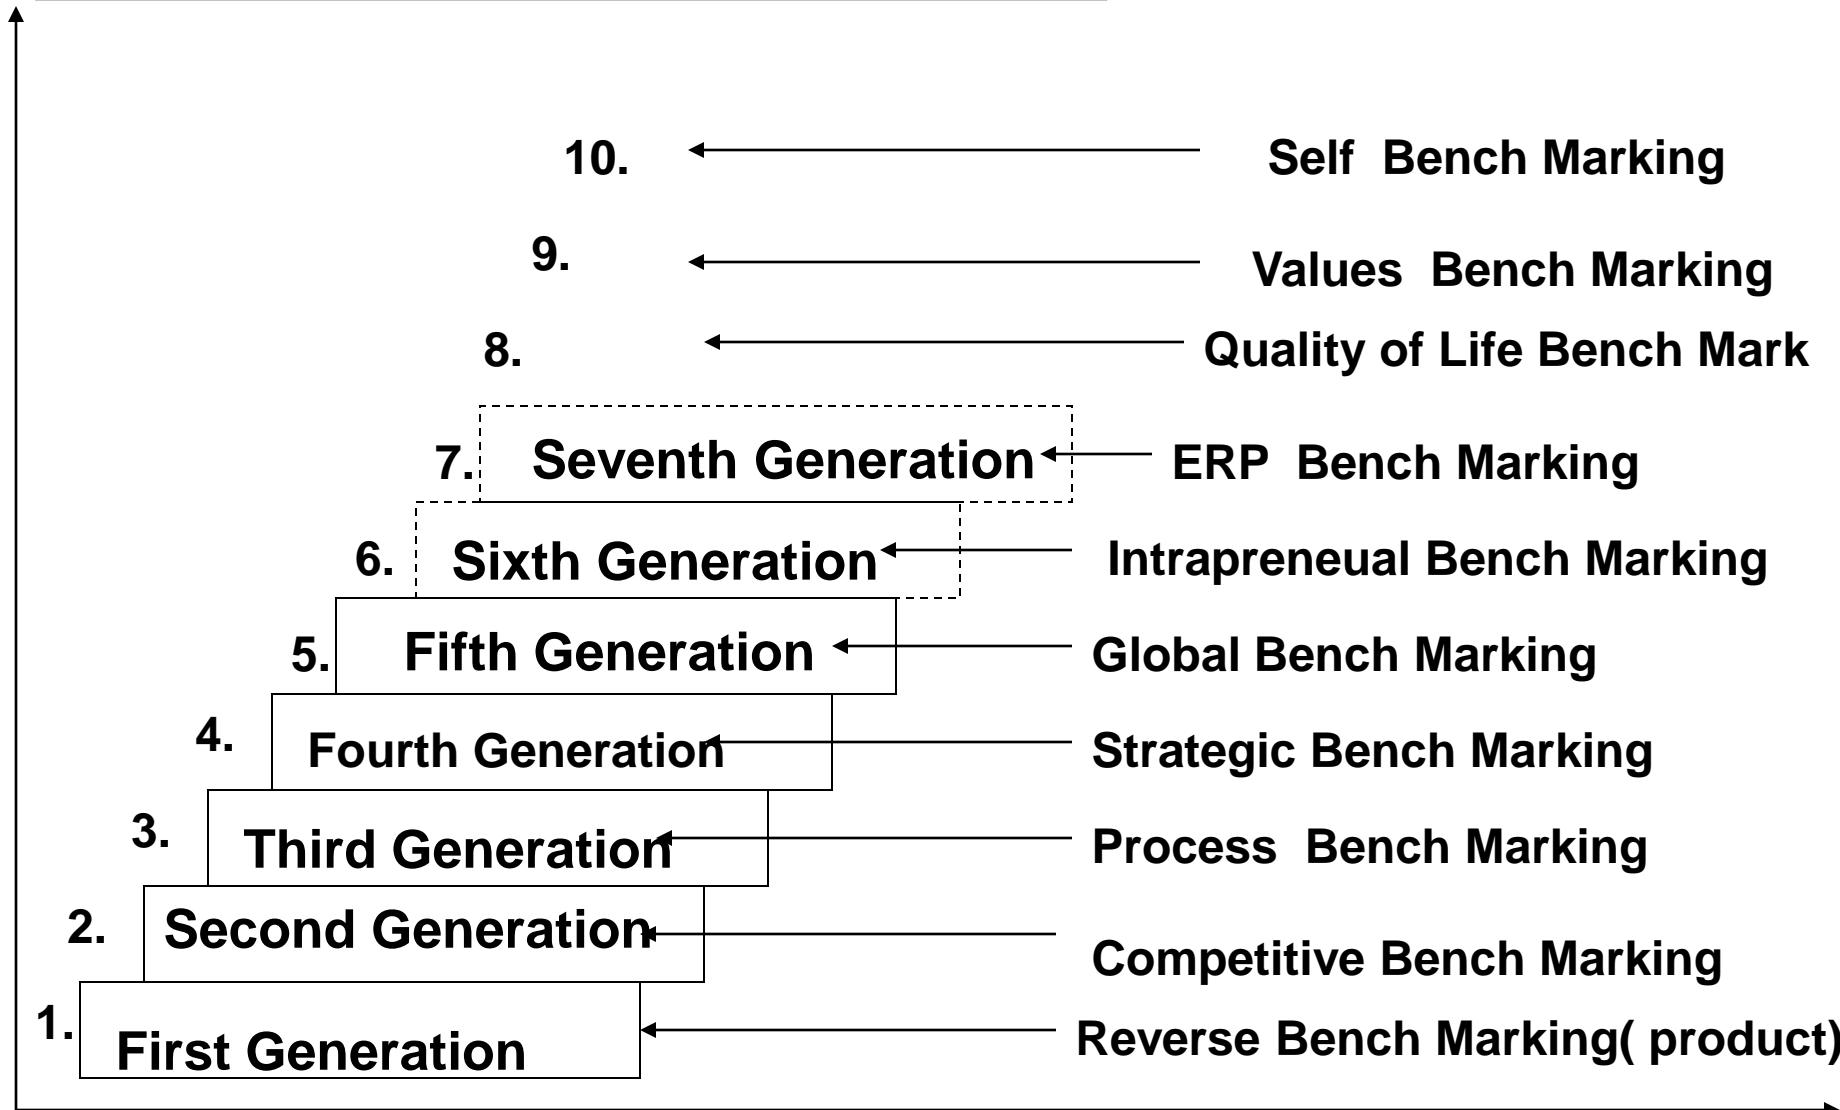 10. Self Bench Marking
9. Values Bench Marking
8. Quality of Life Bench Mark
7. Seventh Generation ERP Bench Marking
6. Sixth Generation Intrapreneual Bench Marking
5. Fifth Generation Global Bench Marking
4. Fourth Generation Strategic Bench Marking
3. Third Generation Process Bench Marking
2. Second Generation Competitive Bench Marking
1. First Generation Reverse Bench Marking( product)